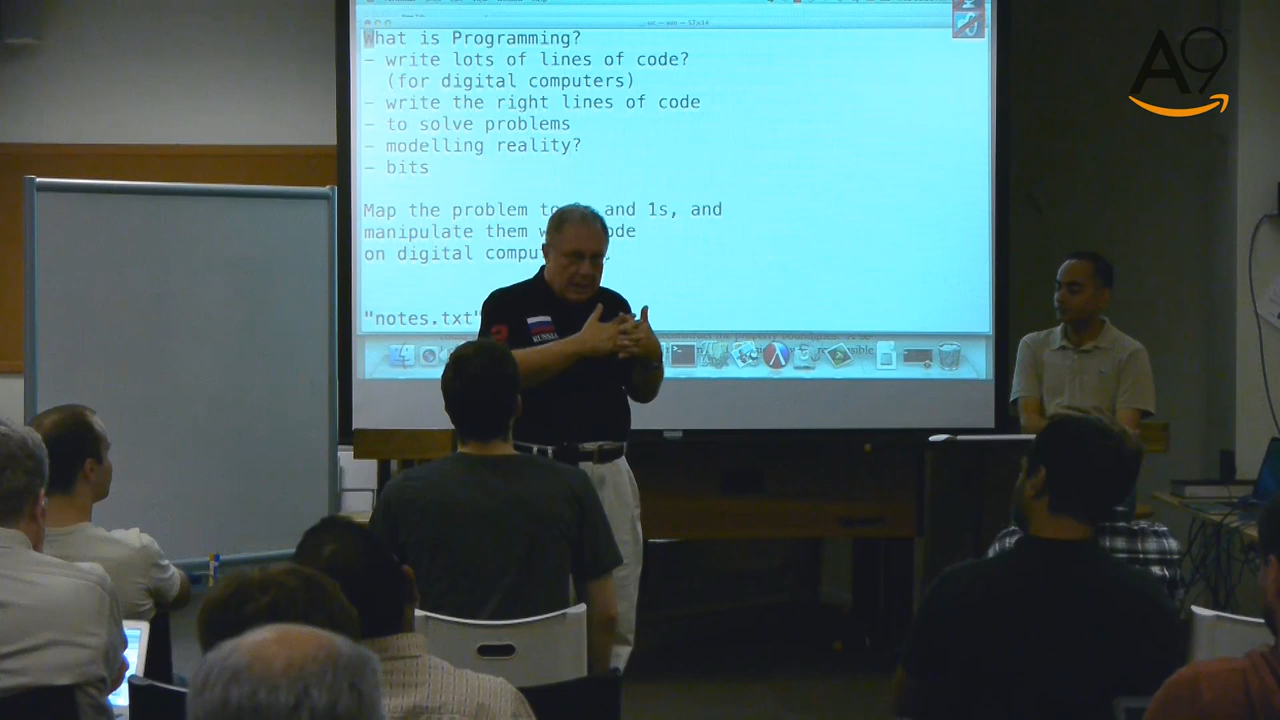 A9
What is Programming?
- write lots of lines of code?
(for digital computers)
- write the right lines of code
- to solve problems
- modelling reality?
- bits
Map the problem to and 1s, and
manipulate them
on digital
"notes.txt"
RUSSIA